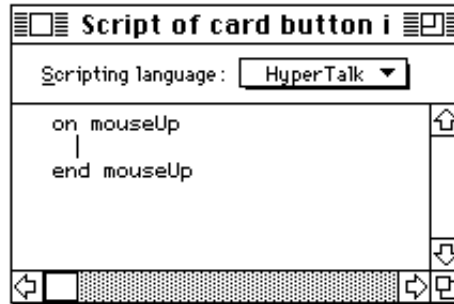 Script of card button i
Scripting language: HyperTalk
on mouseUp
end mouseUp